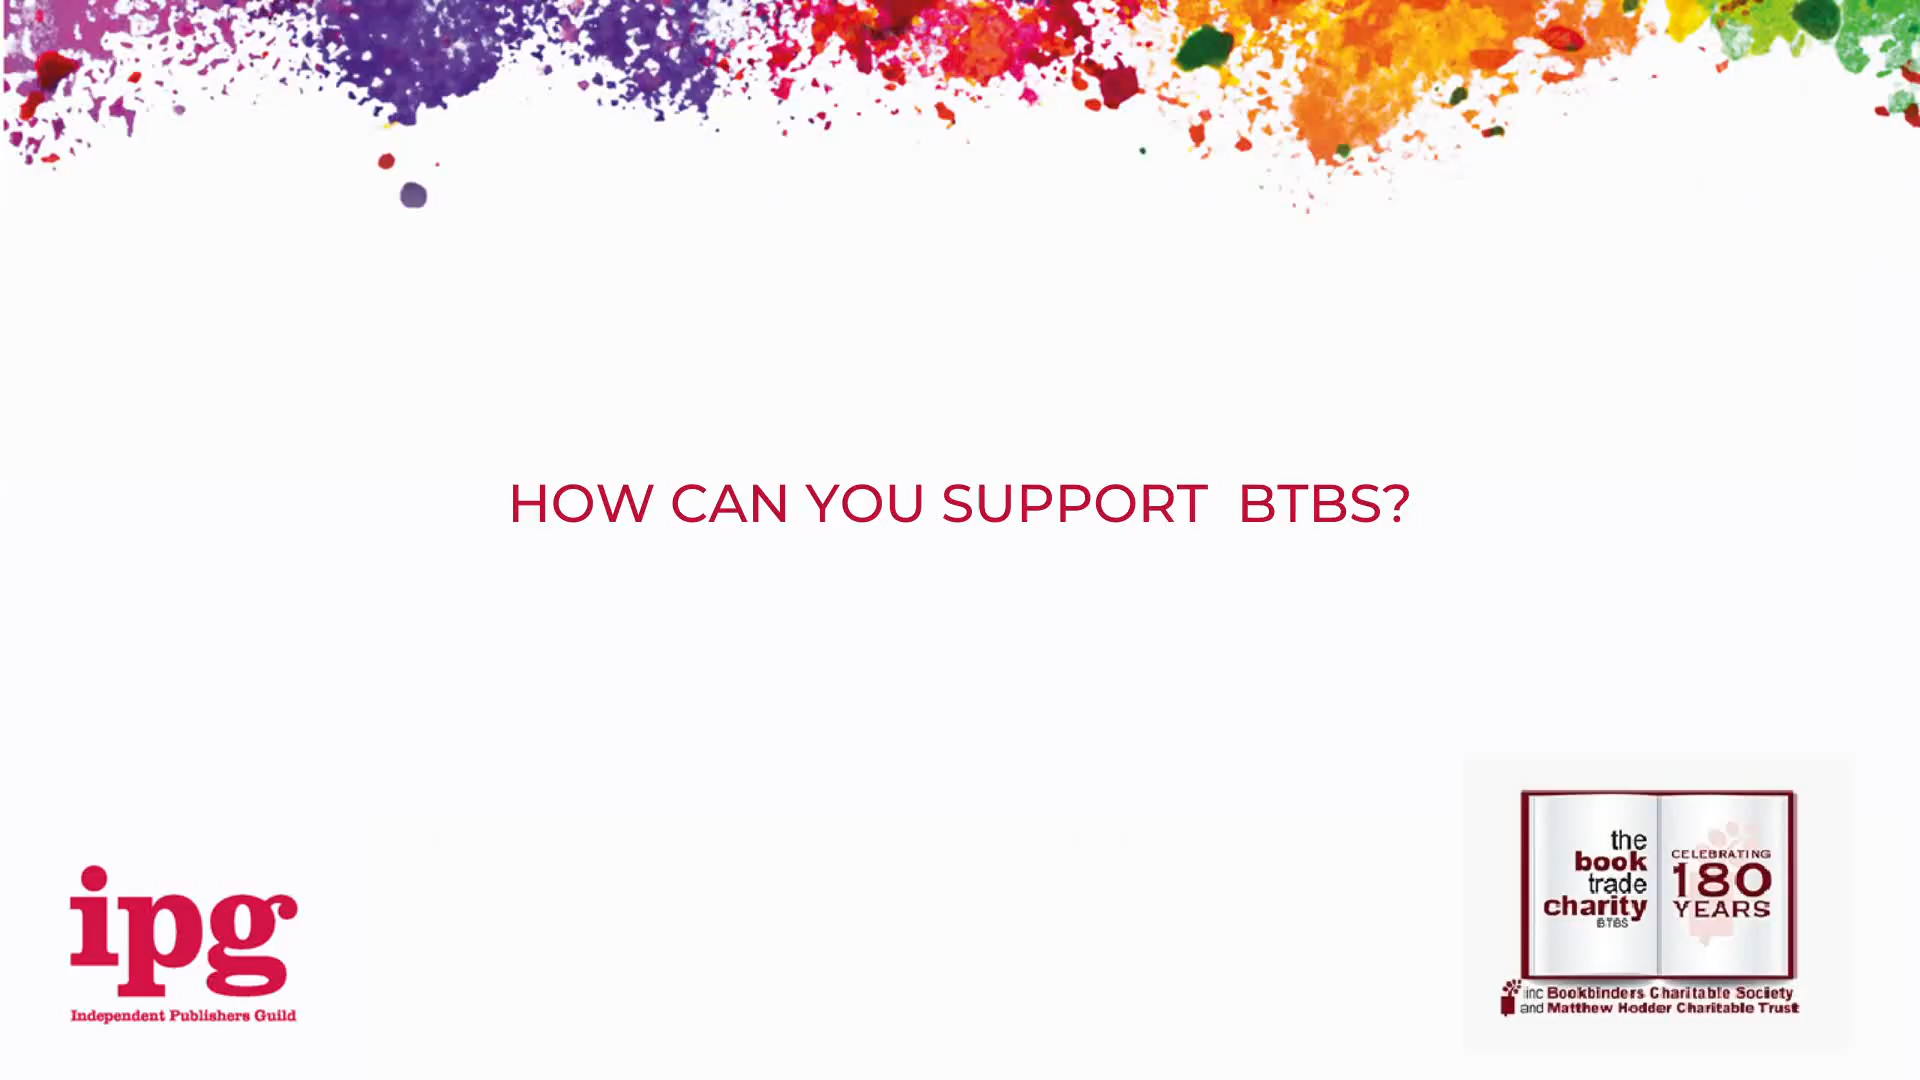 HOW CAN YOU SUPPORT  BTBS?
ipg
Independent Publishers Guild
the
book
trade
charity
BTBS
CELEBRATING
180
YEARS
inc Bookbinders Charitable Society
and Matthew Hodder Charitable Trust